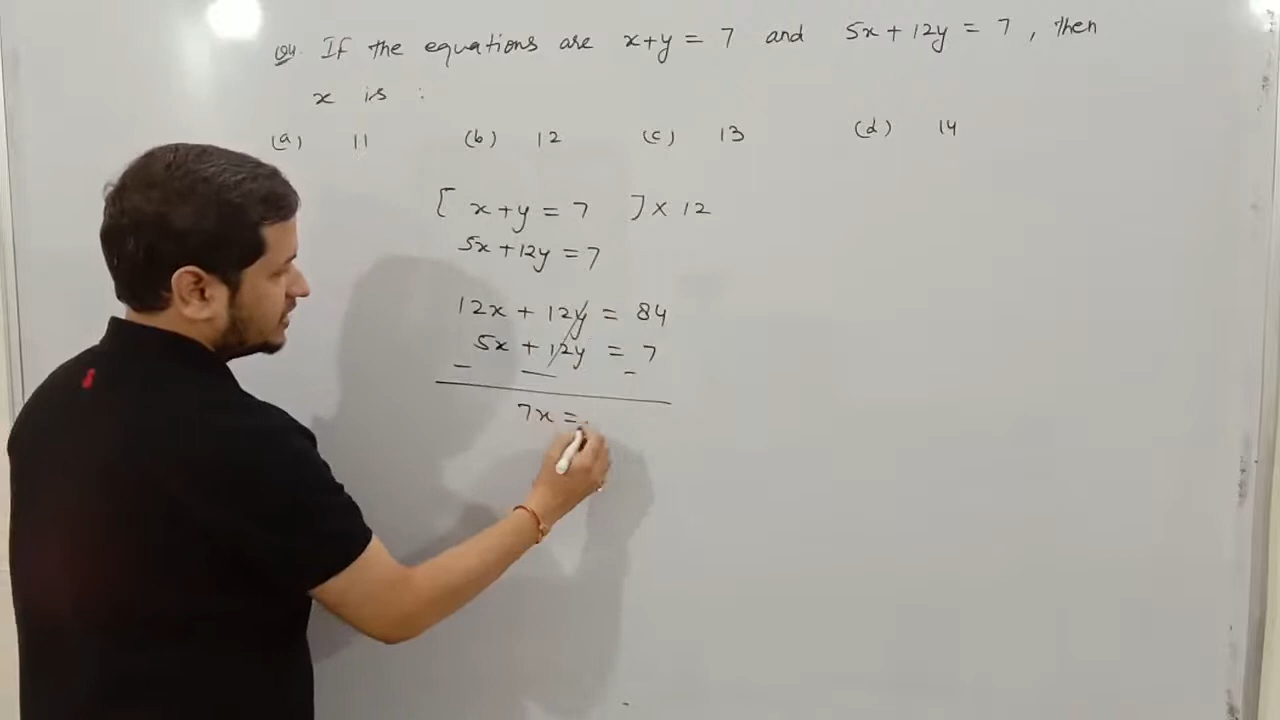 Q4. If the equations are x+y = 7 and 5x + 12y = 7, then
x is :
(a) 11 (b) 12 (c) 13 (d) 14
[ x+y = 7 ] × 12
5x + 12y = 7
12x + 12y = 84
5x + 12y = 7
7x =